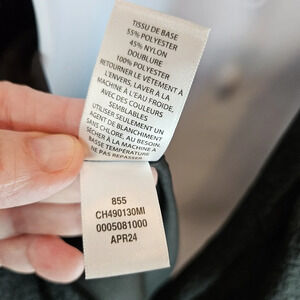 TISSU DE BASE
55% POLYESTER
45% NYLON
DOUBLURE
100% POLYESTER
RETOURNER LE VÊTEMENT À
L'ENVERS, LAVER À LA
MACHINE À L'EAU FROIDE,
AVEC DES COULEURS
SEMBLABLES
UTILISER SEULEMENT UN
AGENT DE BLANCHIMENT
SANS CHLORE, AU BESOIN.
SÉCHER À LA MACHINE À
BASSE TEMPÉRATURE
NE PAS REPASSER
855
CH490130MI
0005081000
APR24